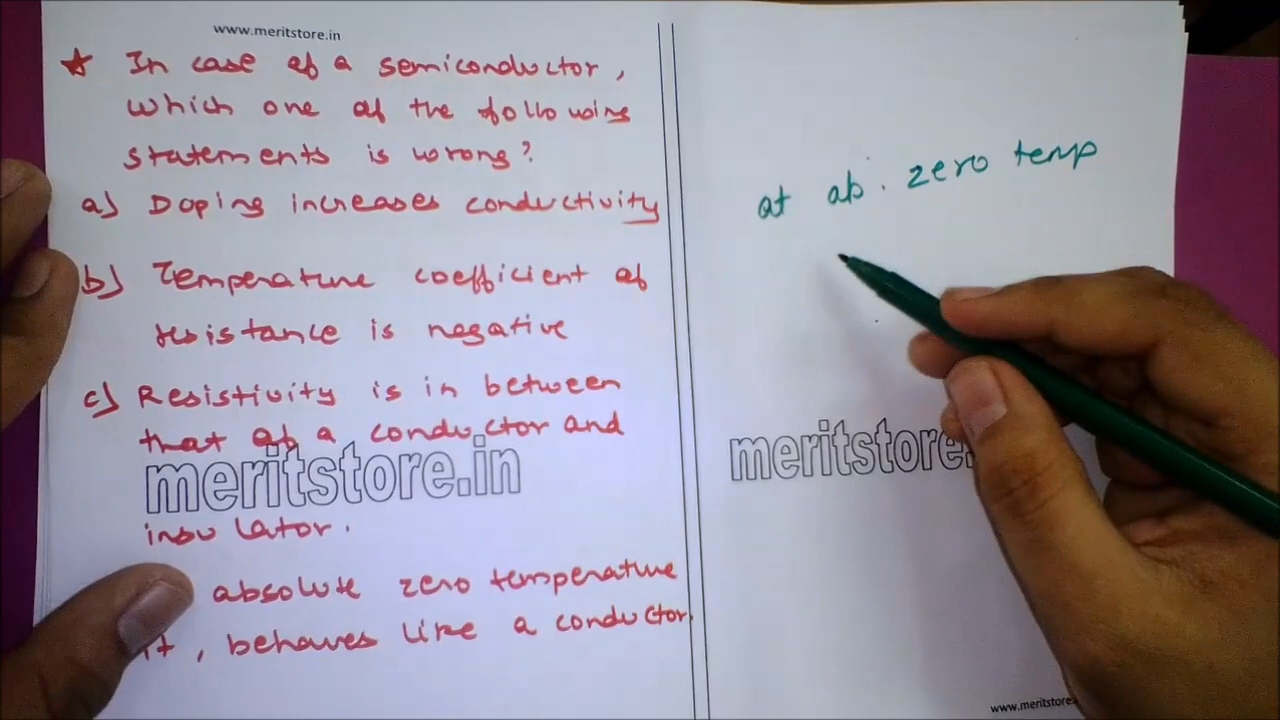 www.meritstore.in
In case of a semiconductor,
Which one of the following
statements is wrong?
a) Doping increases conductivity
b) Temperature coefficient of
resistance is negative
c) Resistivity is in between
that of a conductor and
meritstore.in
insulator.
absolute zero temperature
it, behaves like a conductor.
at ab. zero temp
meritstore.
www.meritstore